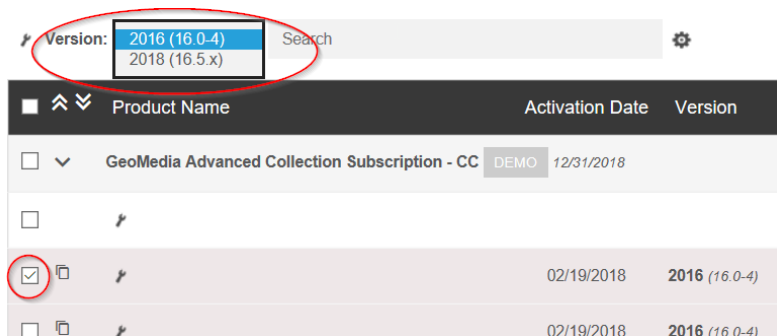 Version: 2016 (16.0-4) Search
2018 (16.5.x)
Product Name Activation Date Version
GeoMedia Advanced Collection Subscription - CC DEMO 12/31/2018
02/19/2018 2016 (16.0-4)
02/19/2018 2016 (16.0-4)